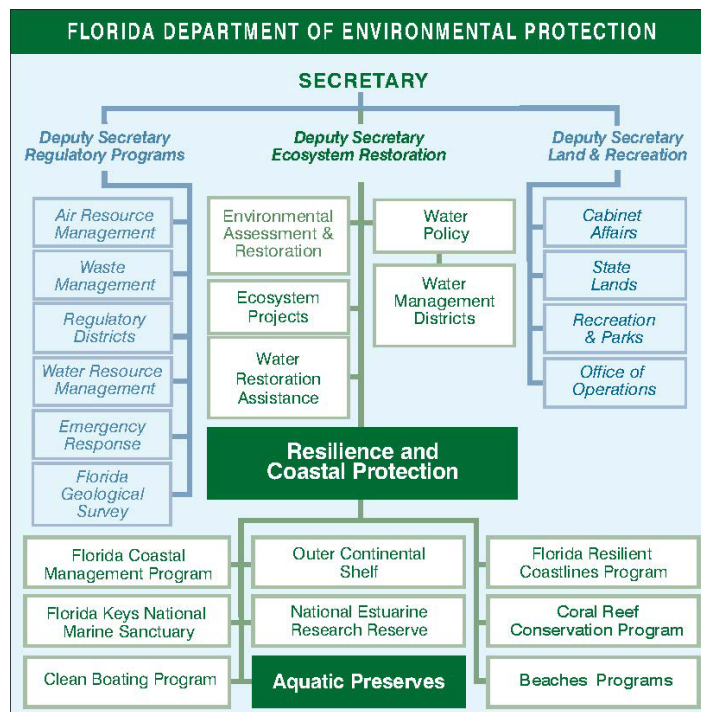 FLORIDA DEPARTMENT OF ENVIRONMENTAL PROTECTION
SECRETARY
Deputy Secretary
Regulatory Programs
Deputy Secretary
Ecosystem Restoration
Deputy Secretary
Land & Recreation
Air Resource
Management
Waste
Management
Regulatory
Districts
Water Resource
Management
Emergency
Response
Florida
Geological
Survey
Environmental
Assessment &
Restoration
Ecosystem
Projects
Water
Restoration
Assistance
Water
Policy
Water
Management
Districts
Cabinet
Affairs
State
Lands
Recreation
& Parks
Office of
Operations
Resilience and
Coastal Protection
Florida Coastal
Management Program
Outer Continental
Shelf
Florida Resilient
Coastlines Program
Florida Keys National
Marine Sanctuary
National Estuarine
Research Reserve
Coral Reef
Conservation Program
Clean Boating Program
Aquatic Preserves
Beaches Programs